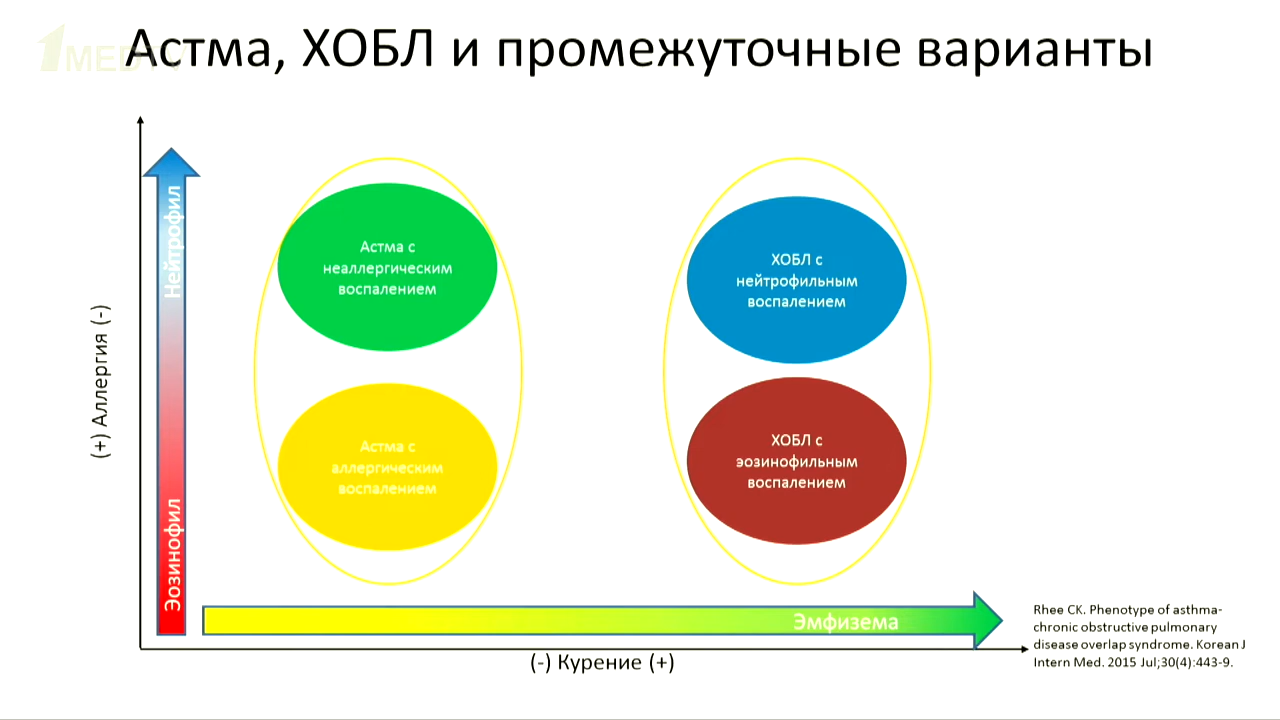 1MEDTV
Астма, ХОБЛ и промежуточные варианты
(+) Аллергия (-)
Нейтрофил
Эозинофил
Астма с
неаллергическим
воспалением
Астма с
аллергическим
воспалением
ХОБЛ с
нейтрофильным
воспалением
ХОБЛ с
эозинофильным
воспалением
Эмфизема
(-) Курение (+)
Rhee CK. Phenotype of asthma-
chronic obstructive pulmonary
disease overlap syndrome. Korean J
Intern Med. 2015 Jul;30(4):443-9.